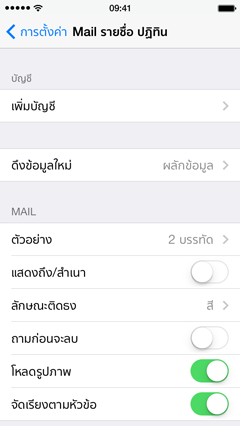 09:41
การตั้งค่า Mail รายชื่อ ปฏิทิน
บัญชี
เพิ่มบัญชี
ดึงข้อมูลใหม่ ผลักข้อมูล
MAIL
ตัวอย่าง 2 บรรทัด
แสดงถึง/สำเนา
ลักษณะติดธง สี
ถามก่อนจะลบ
โหลดรูปภาพ
จัดเรียงตามหัวข้อ